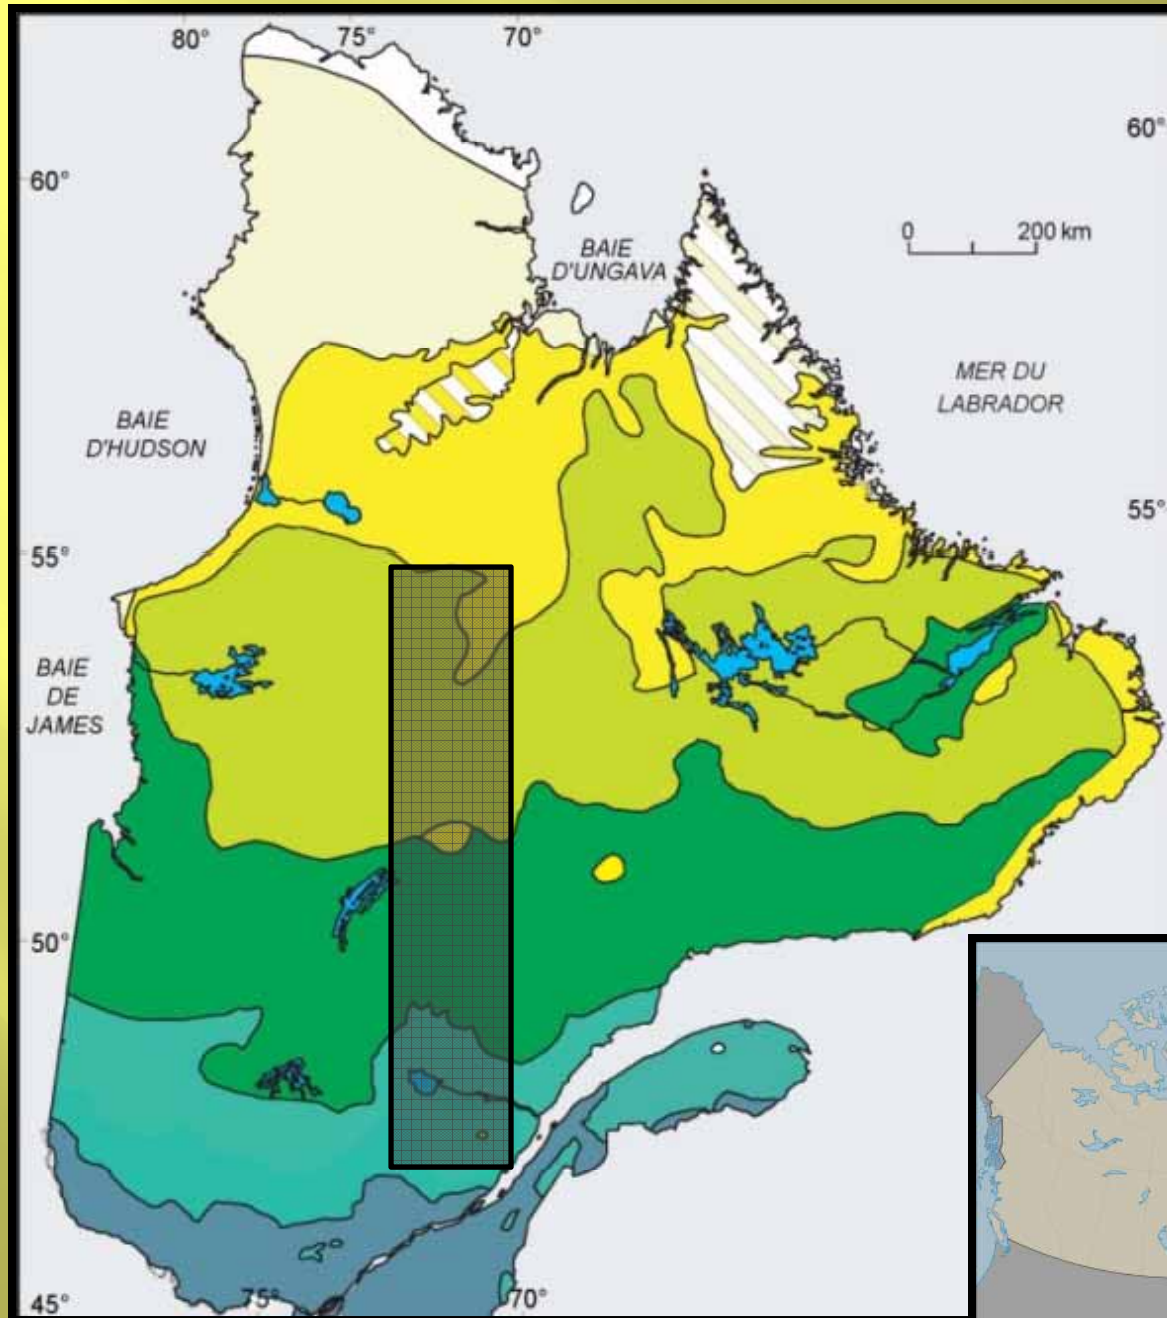 80°
75°
70°
60°
60°
0
200 km
BAIE
D'UNGAVA
MER DU
LABRADOR
BAIE
D'HUDSON
55°
55°
BAIE
DE
JAMES
50°
45°
75°
70°